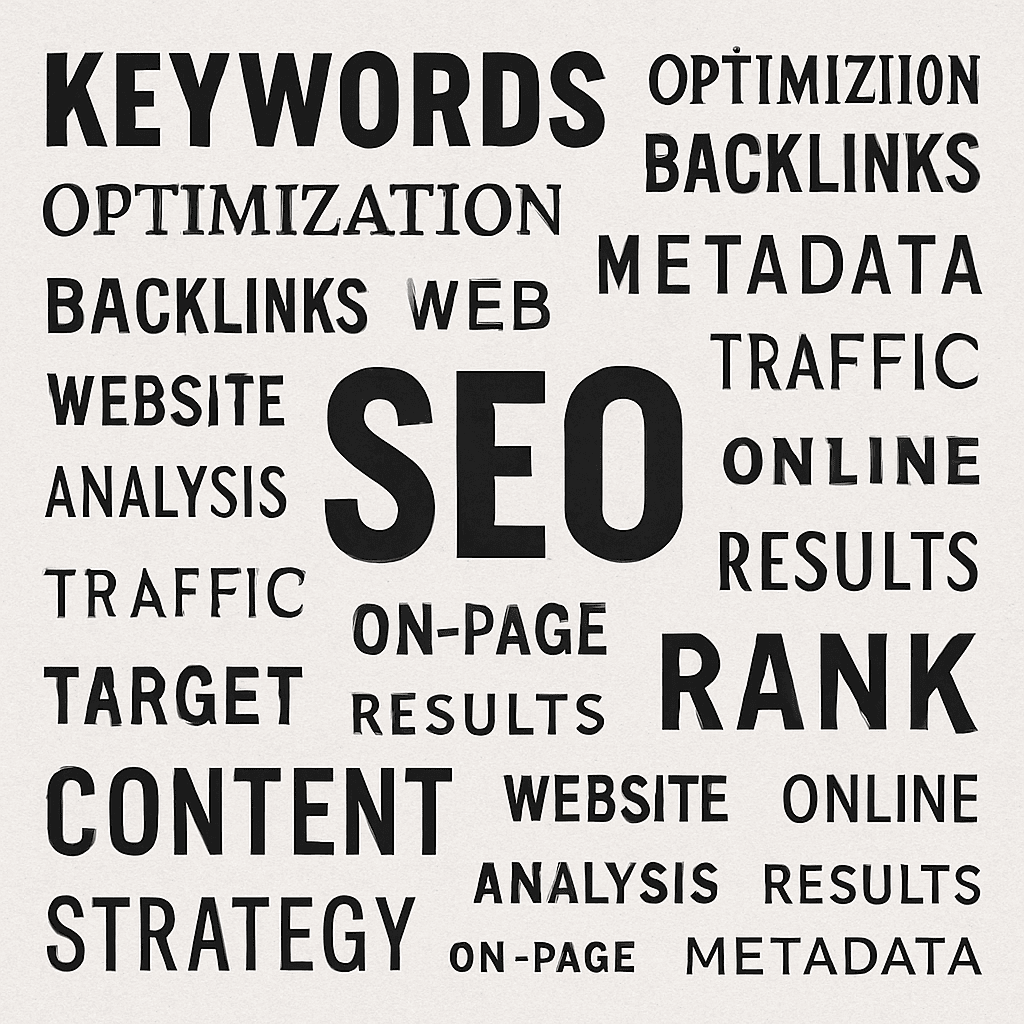 KEYWORDS
OPTIMIZIION
BACKLINKS
OPTIMIZATION
METADATA
BACKLINKS WEB
TRAFFIC
WEBSITE
SEO
ONLINE
ANALYSIS
RESULTS
TRAFFIC
ON-PAGE
RANK
TARGET
RESULTS
CONTENT
WEBSITE ONLINE
ANALYSIS RESULTS
STRATEGY
ON-PAGE METADATA